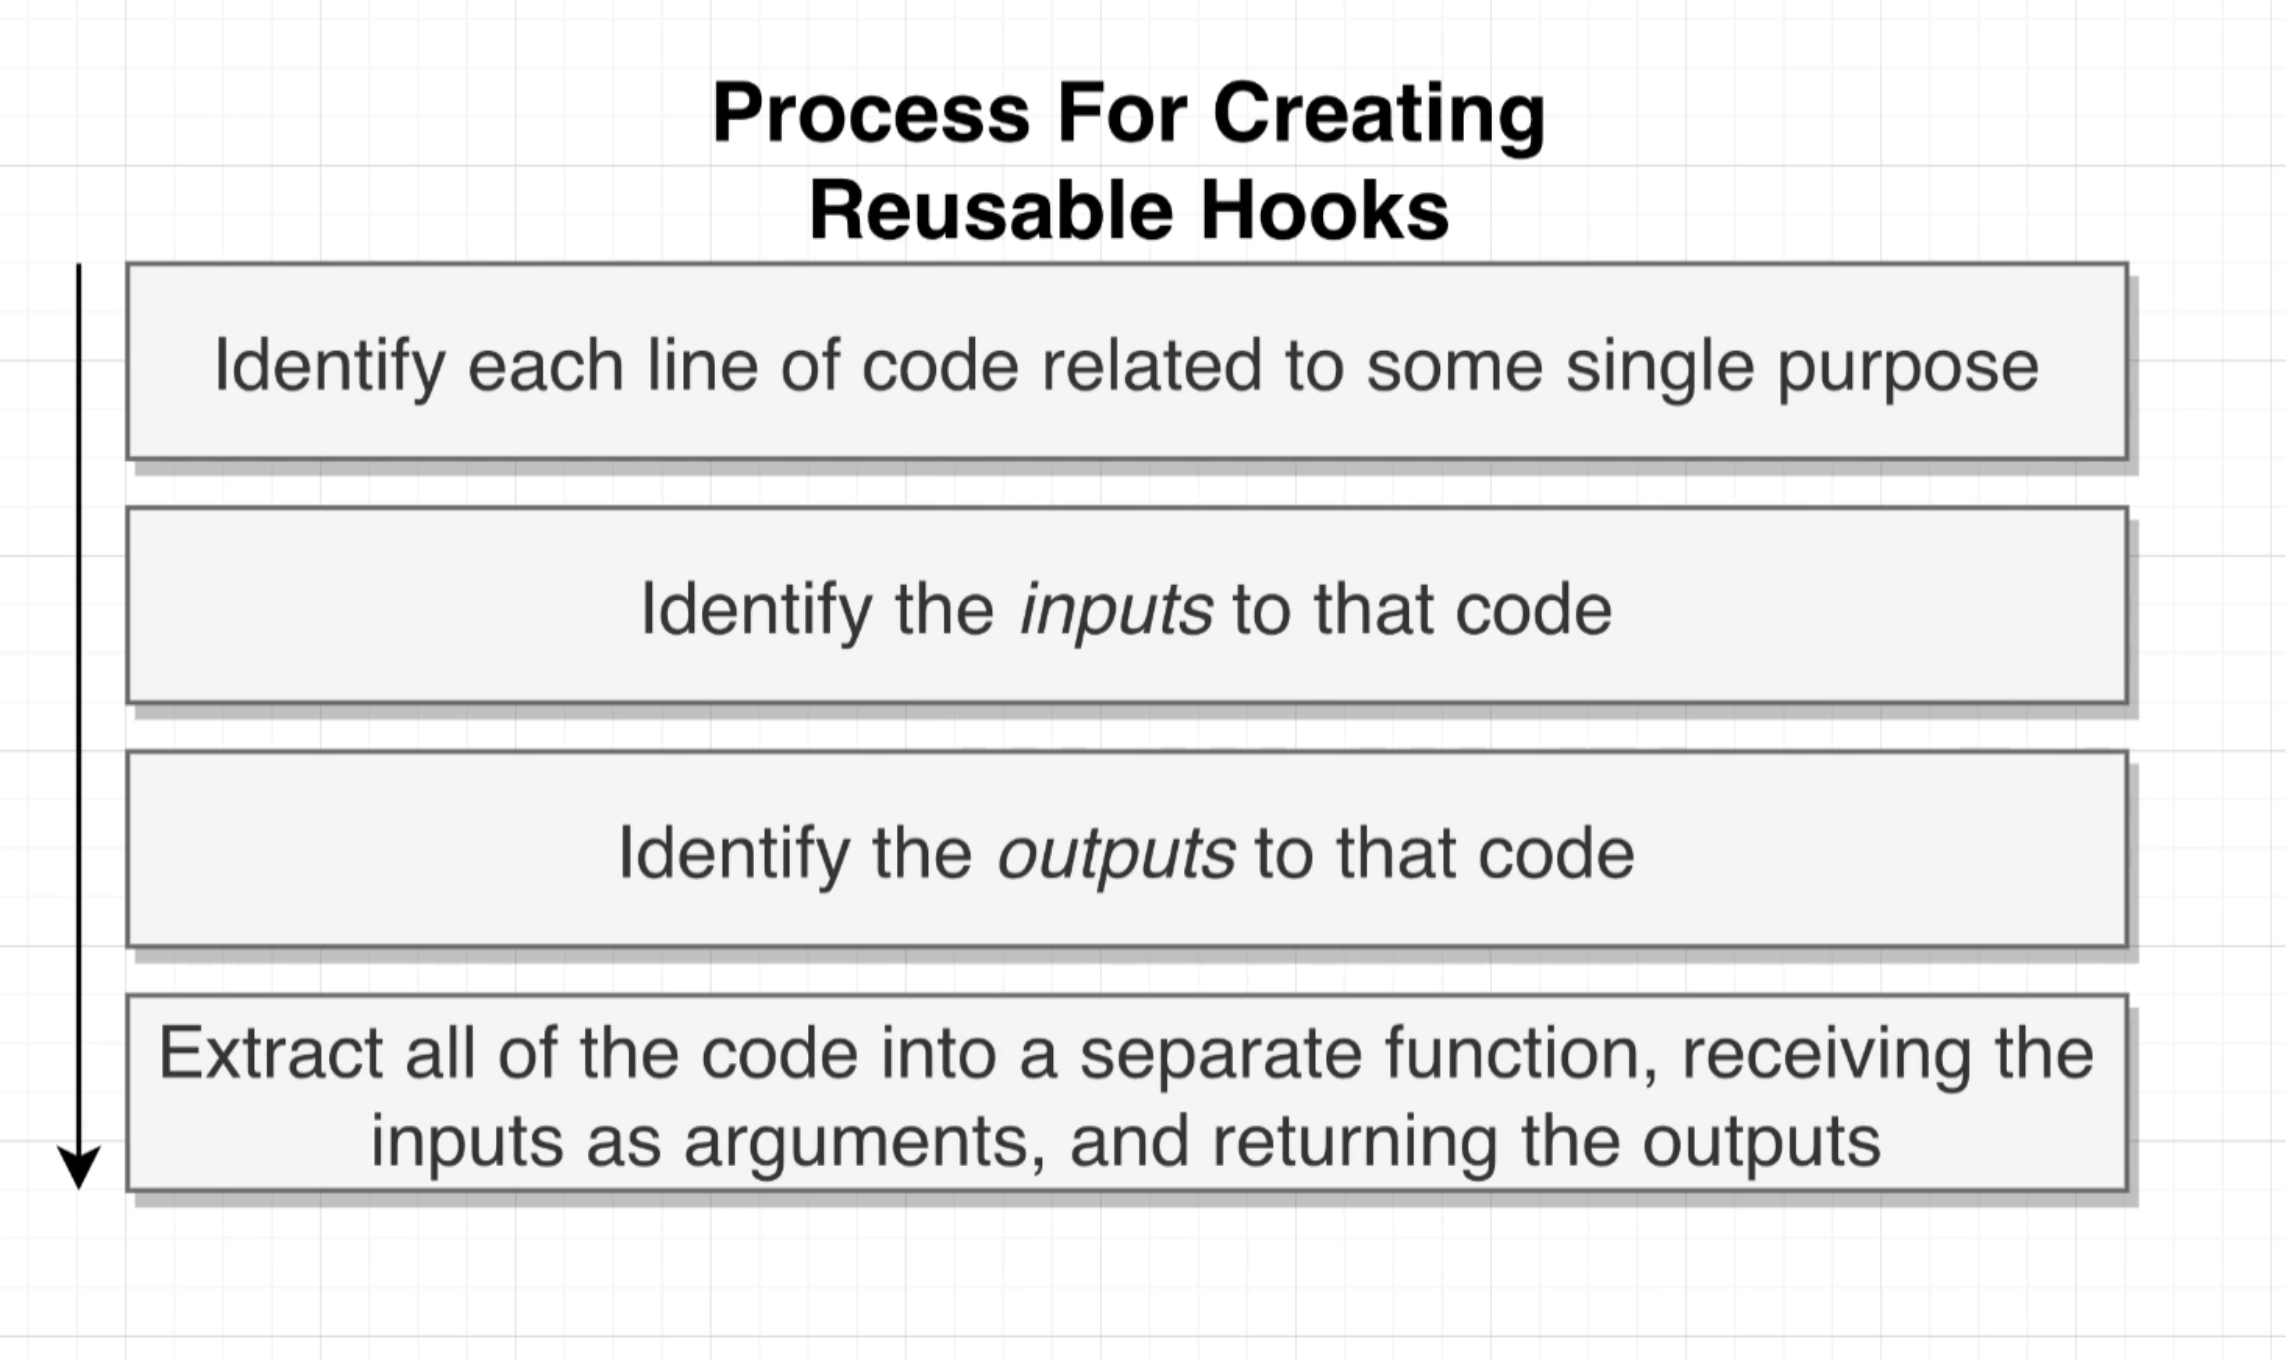 Process For Creating
Reusable Hooks
Identify each line of code related to some single purpose
Identify the inputs to that code
Identify the outputs to that code
Extract all of the code into a separate function, receiving the
inputs as arguments, and returning the outputs